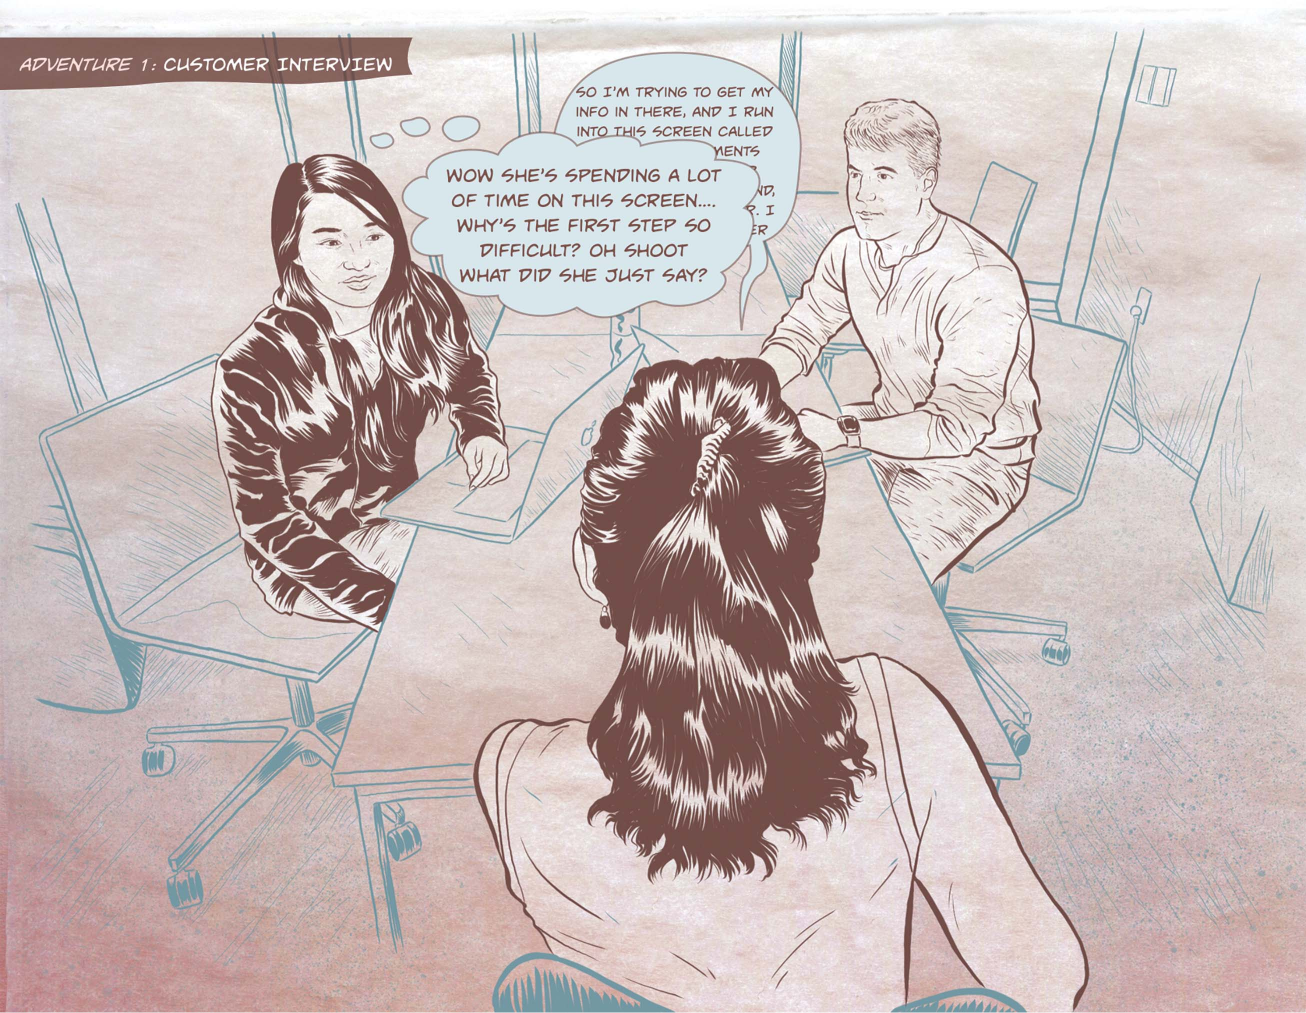 ADVENTURE 1: CUSTOMER INTERVIEW
SO I'M TRYING TO GET MY
INFO IN THERE, AND I RUN
INTO THIS SCREEN CALLED
WOW SHE'S SPENDING A LOT
OF TIME ON THIS SCREEN....
WHY'S THE FIRST STEP SO
DIFFICULT? OH SHOOT
WHAT DID SHE JUST SAY?